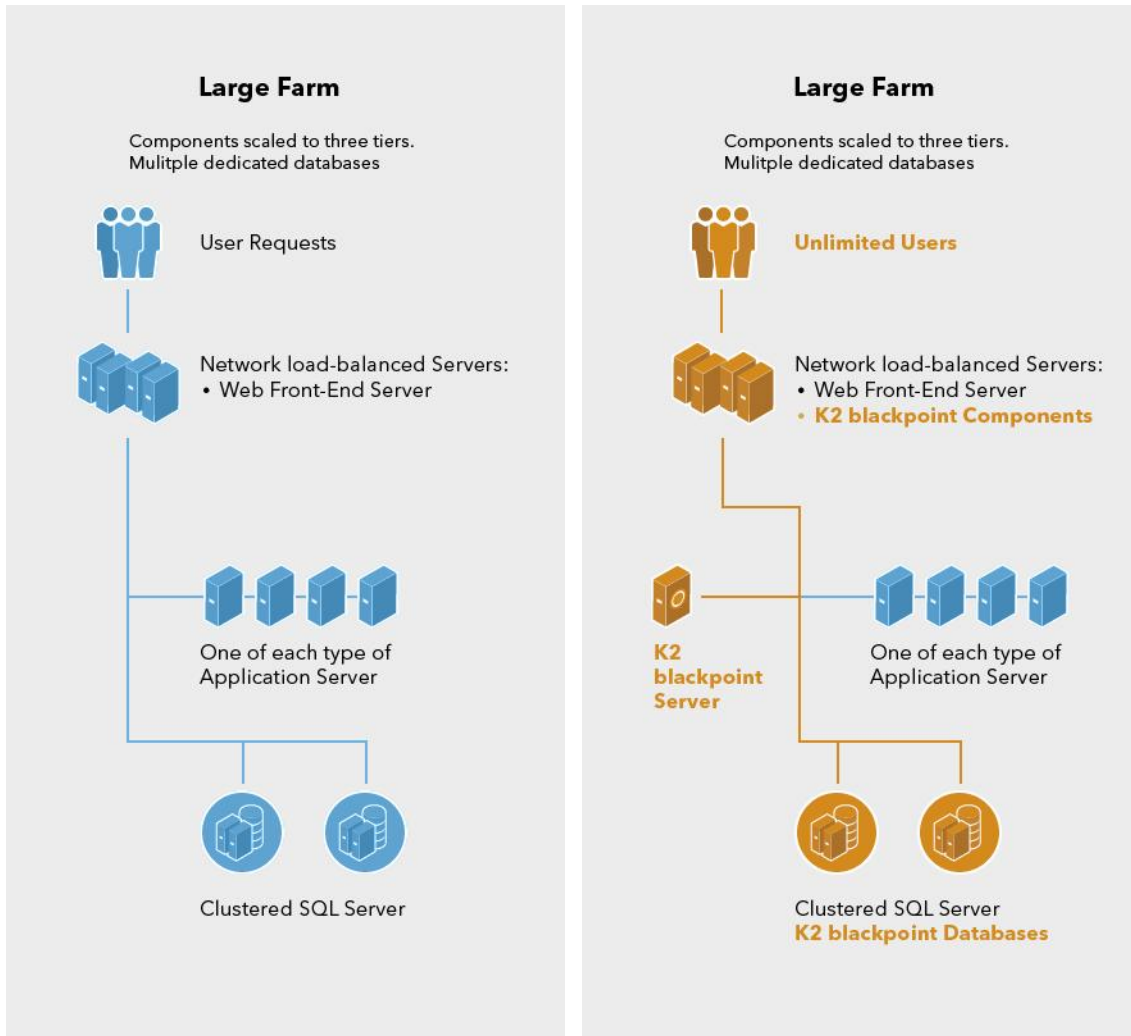 Large Farm
Components scaled to three tiers.
Mulitple dedicated databases
User Requests
Network load-balanced Servers:
• Web Front-End Server
One of each type of
Application Server
Clustered SQL Server
Large Farm
Components scaled to three tiers.
Mulitple dedicated databases
Unlimited Users
Network load-balanced Servers:
• Web Front-End Server
• K2 blackpoint Components
K2
blackpoint
Server
One of each type of
Application Server
Clustered SQL Server
K2 blackpoint Databases